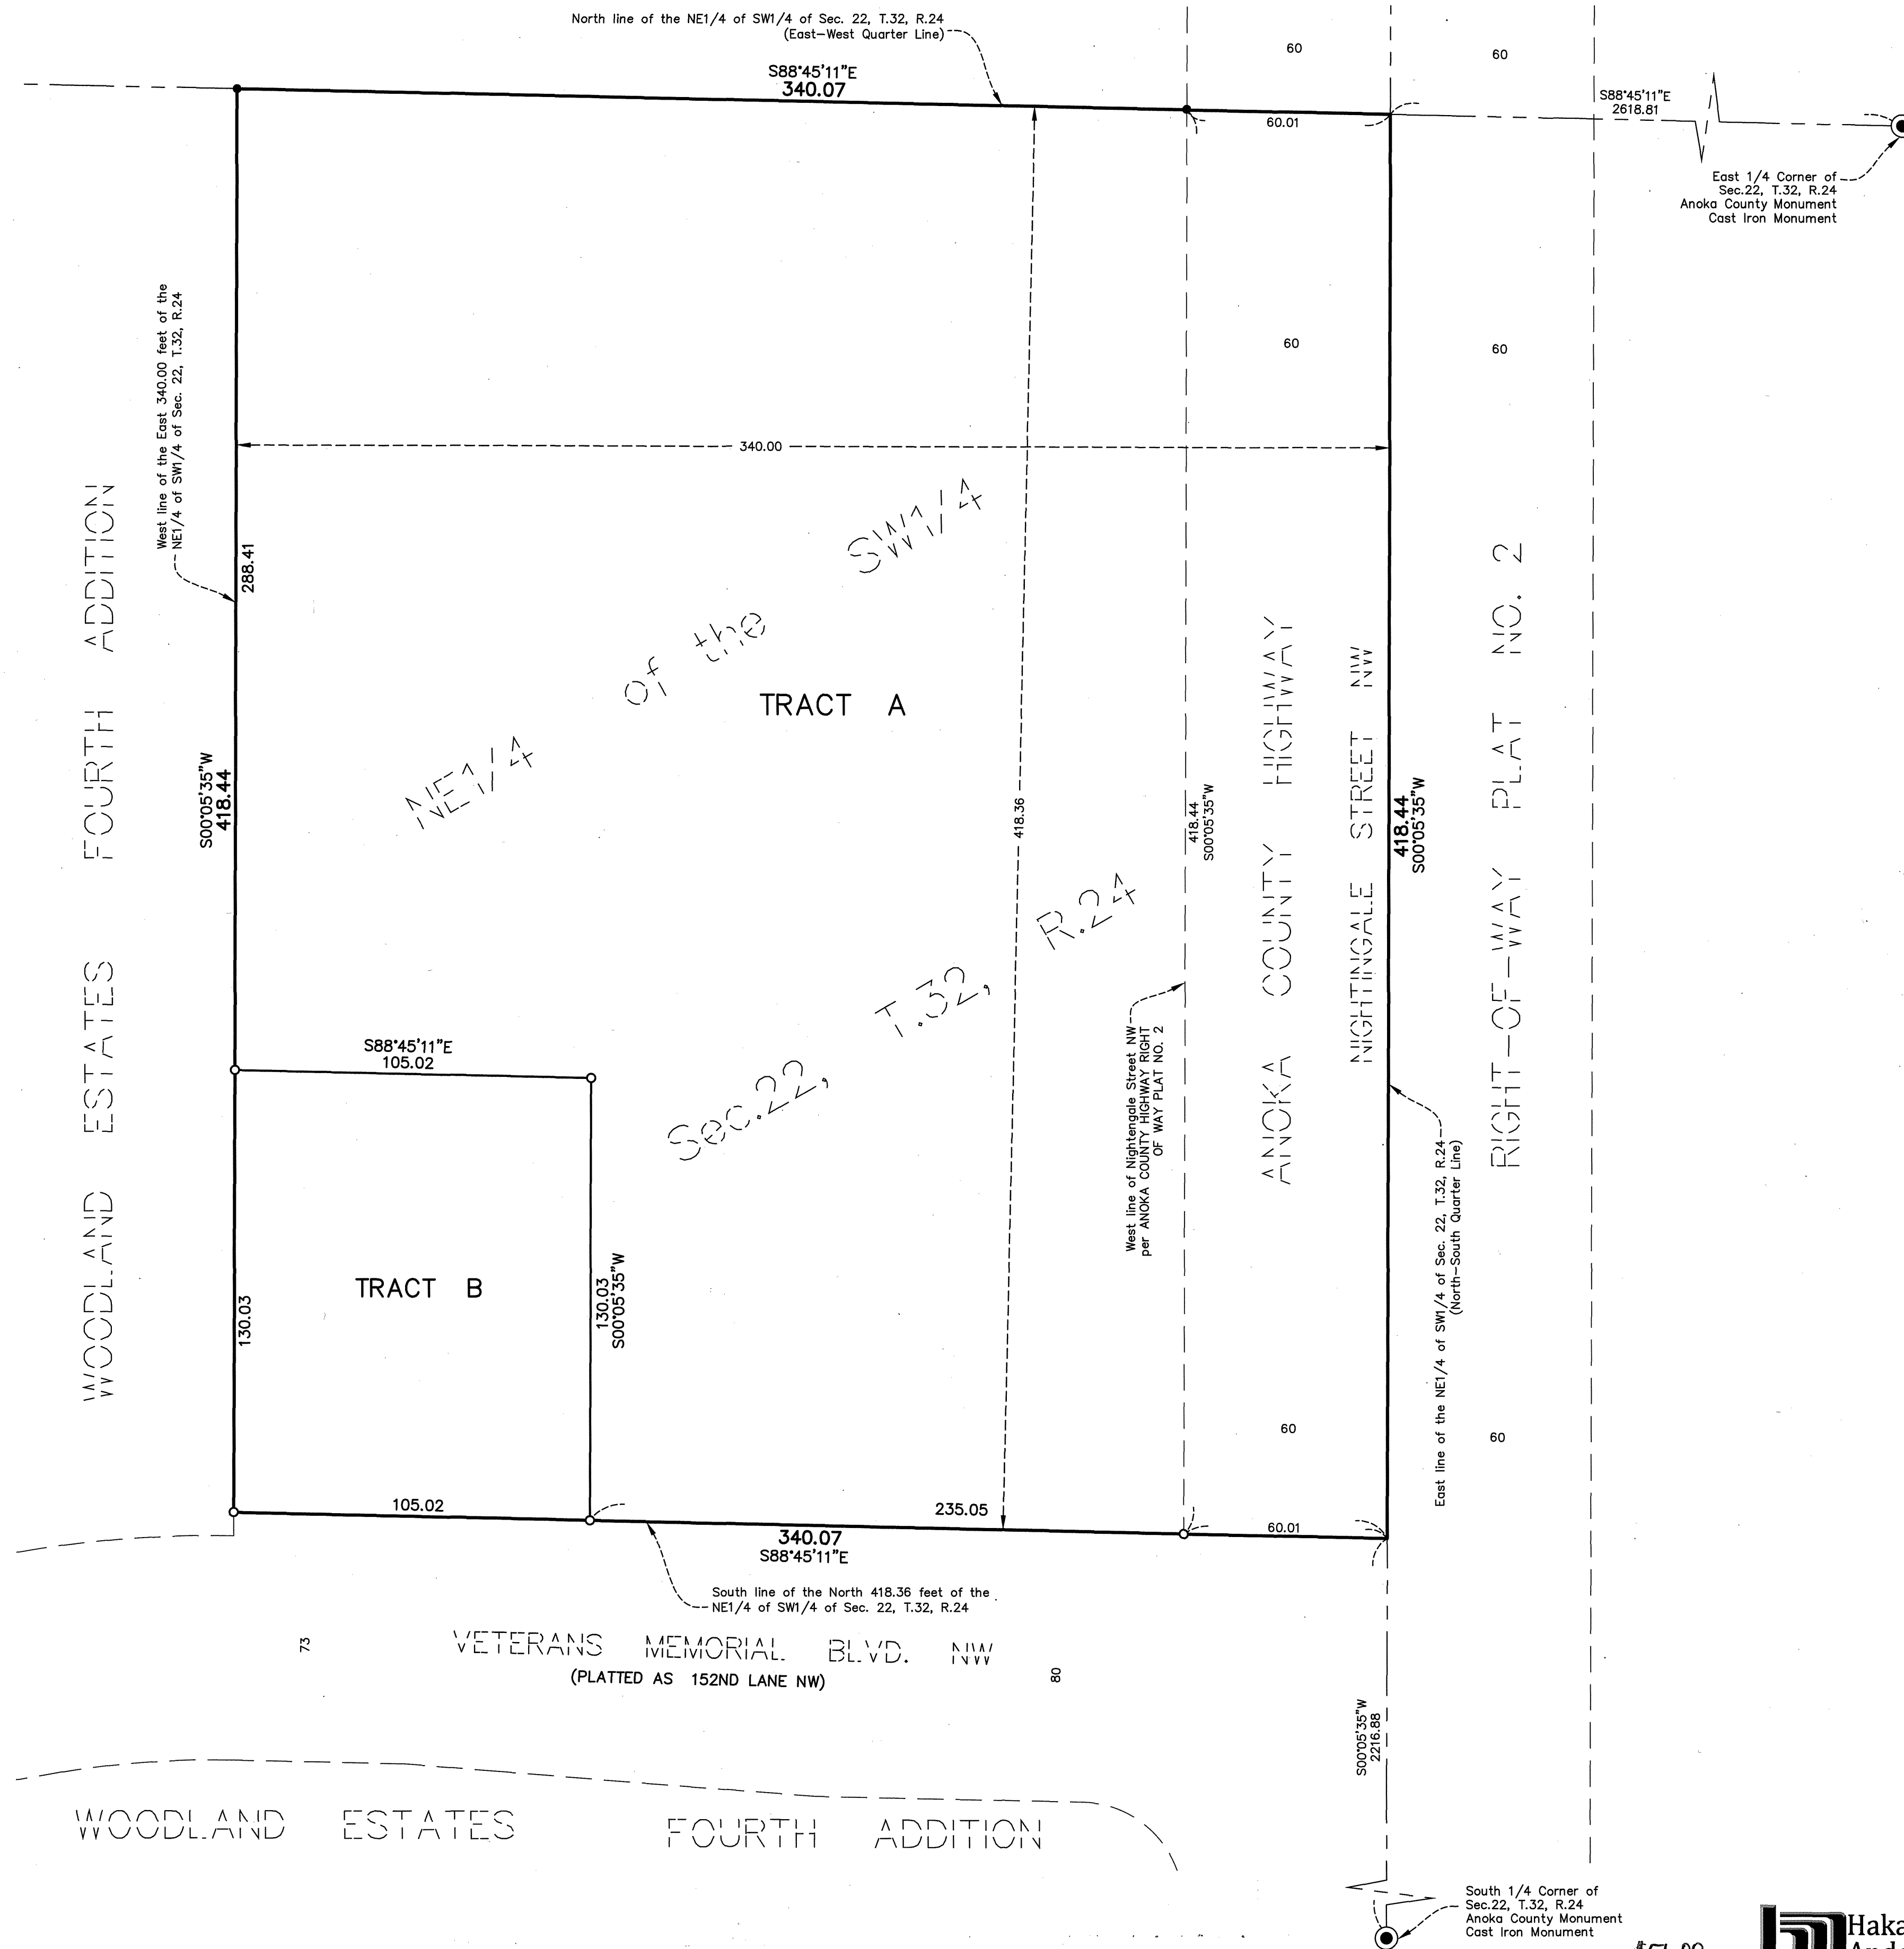 North line of the NE1/4 of SW1/4 of Sec. 22, T.32, R.24
(East-West Quarter Line)
60
60
S88°45'11"E
340.07
60.01
S88°45'11"E
2618.81
East 1/4 Corner of
Sec.22, T.32, R.24
Anoka County Monument
Cast Iron Monument
West line of the East 340.00 feet of the
NE1/4 of SW1/4 of Sec. 22, T.32, R.24
60
60
340.00
288.41
NE1/4 of the SW1/4
TRACT A
S00°05'35"W
418.44
418.36
418.44
S00°05'35"W
418.44
S00°05'35"W
Sec.22, T.32, R.24
WOODLAND ESTATES FOURTH ADDITION
ANOKA COUNTY HIGHWAY
NIGHTINGALE STREET NW
RIGHT-OF-WAY PLAT NO. 2
West line of Nightengale Street NW
per ANOKA COUNTY HIGHWAY RIGHT
OF WAY PLAT NO. 2
East line of the NE1/4 of SW1/4 of Sec. 22, T.32, R.24
(North-South Quarter Line)
S88°45'11"E
105.02
TRACT B
130.03
130.03
S00°05'35"W
60
60
105.02
235.05
60.01
340.07
S88°45'11"E
South line of the North 418.36 feet of the
NE1/4 of SW1/4 of Sec. 22, T.32, R.24
73
VETERANS MEMORIAL BLVD. NW
(PLATTED AS 152ND LANE NW)
80
S00°05'35"W
2216.88
WOODLAND ESTATES FOURTH ADDITION
South 1/4 Corner of
Sec.22, T.32, R.24
Anoka County Monument
Cast Iron Monument